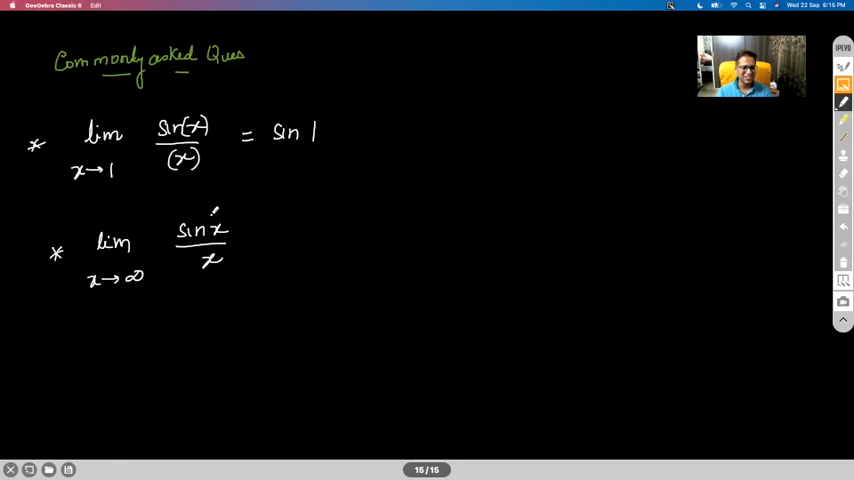 GeoGebra Classic 6 Edit Wed 22 Sep 6:15 PM
IPEVO
Commonly asked Ques
* lim x→1 sin(x)/(x) = sin 1
* lim x→∞ sin x/x
15/15